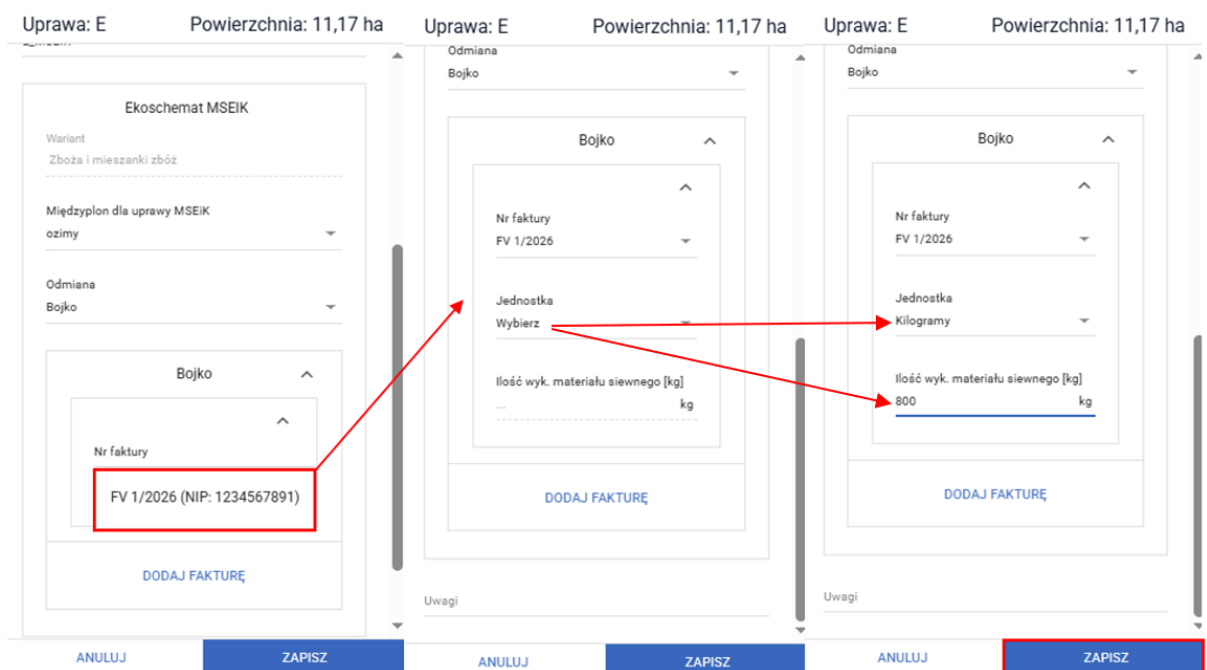 Uprawa: E Powierzchnia: 11,17 ha
Ekoschemat MSEIK
Wariant
Zboża i mieszanki zbóż
Międzyplon dla uprawy MSEiK
ozimy
Odmiana
Bojko
Bojko
Nr faktury
FV 1/2026 (NIP: 1234567891)
DODAJ FAKTURĘ
ANULUJ ZAPISZ
Uprawa: E Powierzchnia: 11,17 ha
Odmiana
Bojko
Bojko
Nr faktury
FV 1/2026
Jednostka
Wybierz
Ilość wyk. materiału siewnego [kg]
... kg
DODAJ FAKTURĘ
Uwagi
ANULUJ ZAPISZ
Uprawa: E Powierzchnia: 11,17 ha
Odmiana
Bojko
Bojko
Nr faktury
FV 1/2026
Jednostka
Kilogramy
Ilość wyk. materiału siewnego [kg]
800 kg
DODAJ FAKTURĘ
Uwagi
ANULUJ ZAPISZ